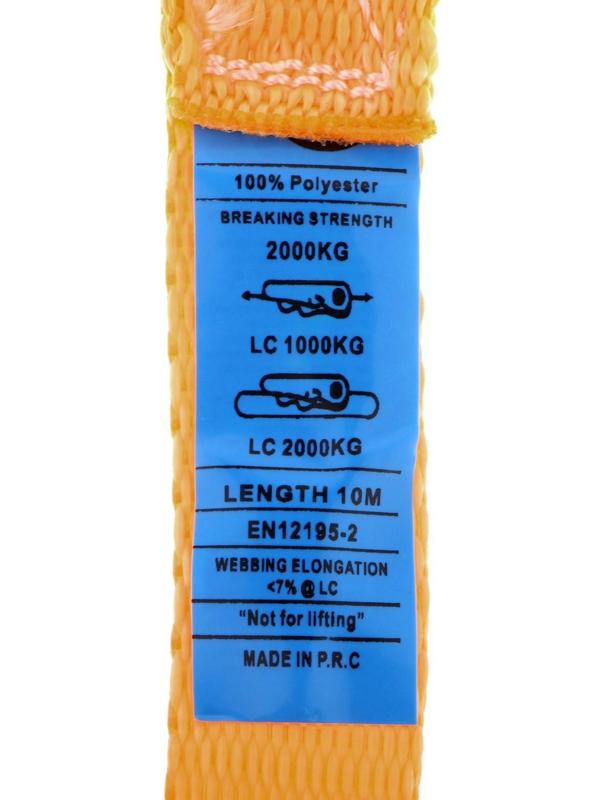 100% Polyester
BREAKING STRENGTH
2000KG
LC 1000KG
LC 2000KG
LENGTH 10M
EN12195-2
WEBBING ELONGATION
<7% @ LC
"Not for lifting"
MADE IN P.R.C